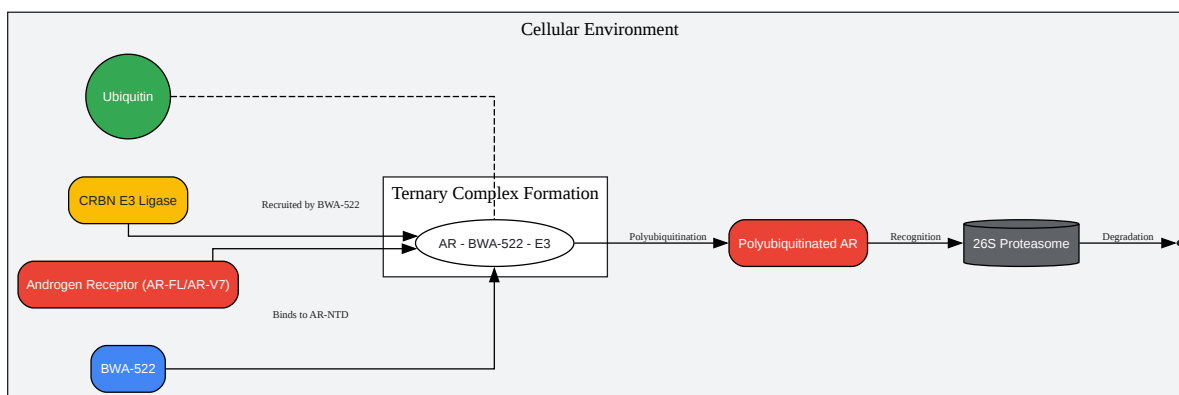 Cellular Environment
Ubiquitin
Ternary Complex Formation
CRBN E3 Ligase
Recruited by BWA-522
AR - BWA-522 - E3
Polyubiquitination
Polyubiquitinated AR
Recognition
26S Proteasome
Degradation
Androgen Receptor (AR-FL/AR-V7)
Binds to AR-NTD
BWA-522